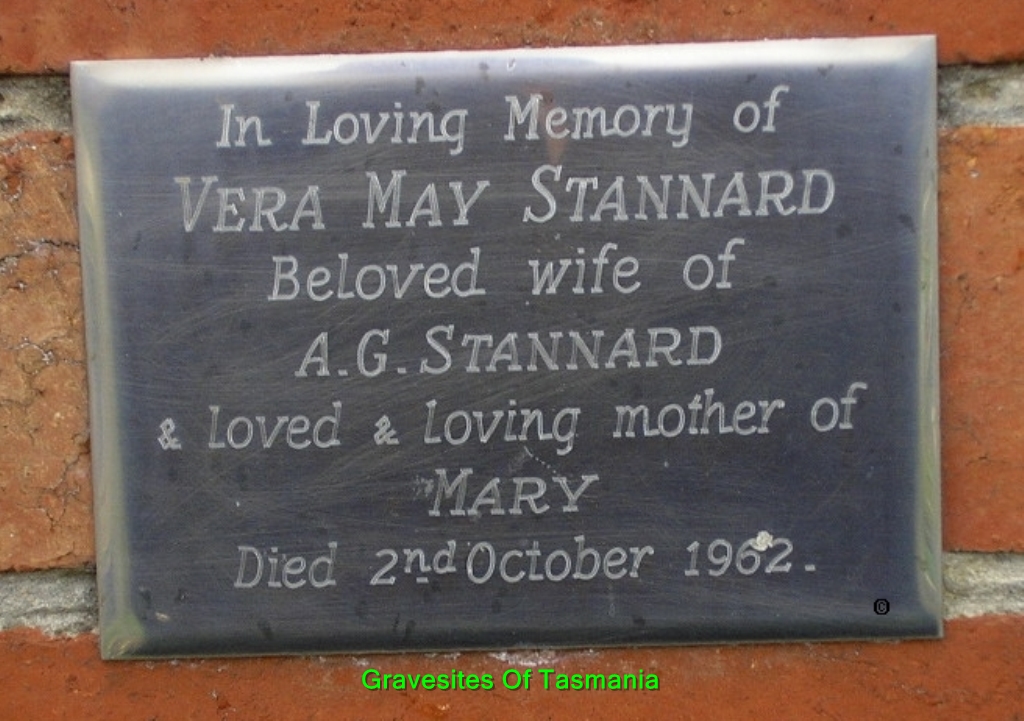 In Loving Memory of
VERA MAY STANNARD
Beloved wife of
A.G. STANNARD
& loved & loving mother of
MARY
Died 2nd October 1962.
©
Gravesites Of Tasmania